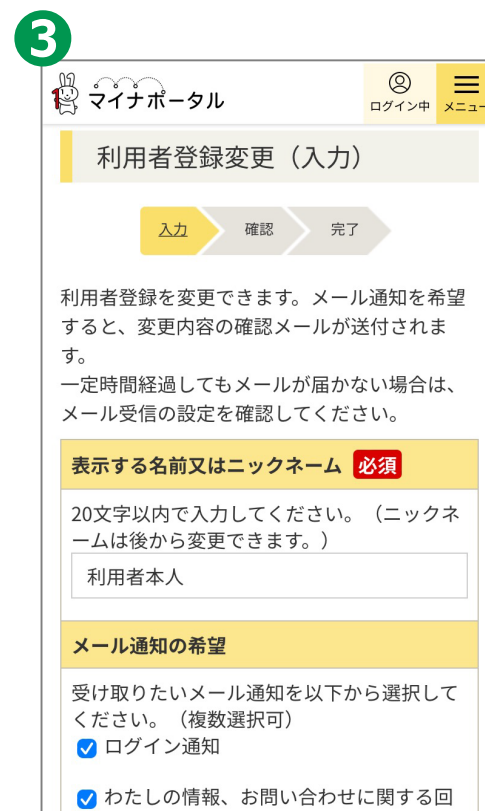 3
マイナポータル
ログイン中
メニュー
利用者登録変更（入力）
入力 確認 完了
利用者登録を変更できます。メール通知を希望
すると、変更内容の確認メールが送付されま
す。
一定時間経過してもメールが届かない場合は、
メール受信の設定を確認してください。
表示する名前又はニックネーム 必須
20文字以内で入力してください。（ニックネ
ームは後から変更できます。）
利用者本人
メール通知の希望
受け取りたいメール通知を以下から選択して
ください。（複数選択可）
ログイン通知
わたしの情報、お問い合わせに関する回